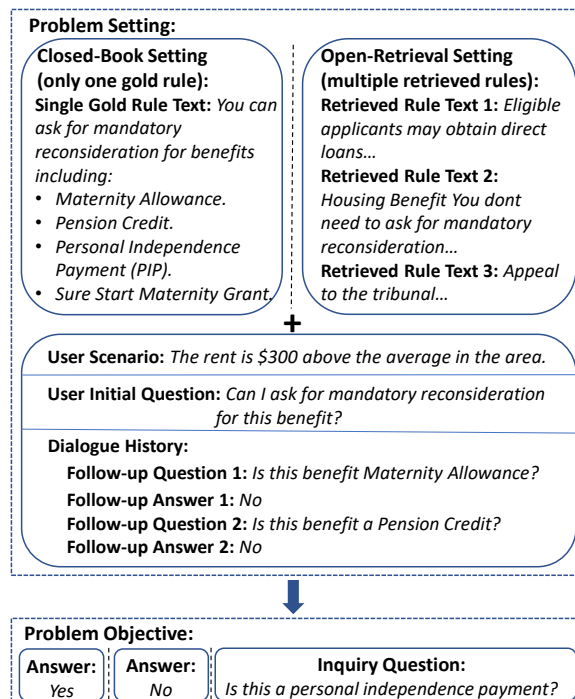 Problem Setting:
Closed-Book Setting
(only one gold rule):
Single Gold Rule Text: You can
ask for mandatory
reconsideration for benefits
including:
• Maternity Allowance.
• Pension Credit.
• Personal Independence
Payment (PIP).
• Sure Start Maternity Grant.
Open-Retrieval Setting
(multiple retrieved rules):
Retrieved Rule Text 1: Eligible
applicants may obtain direct
loans…
Retrieved Rule Text 2:
Housing Benefit You dont
need to ask for mandatory
reconsideration…
Retrieved Rule Text 3: Appeal
to the tribunal…
+
User Scenario: The rent is $300 above the average in the area.
User Initial Question: Can I ask for mandatory reconsideration
for this benefit?
Dialogue History:
Follow-up Question 1: Is this benefit Maternity Allowance?
Follow-up Answer 1: No
Follow-up Question 2: Is this benefit a Pension Credit?
Follow-up Answer 2: No
Problem Objective:
Answer:
Yes
Answer:
No
Inquiry Question:
Is this a personal independence payment?